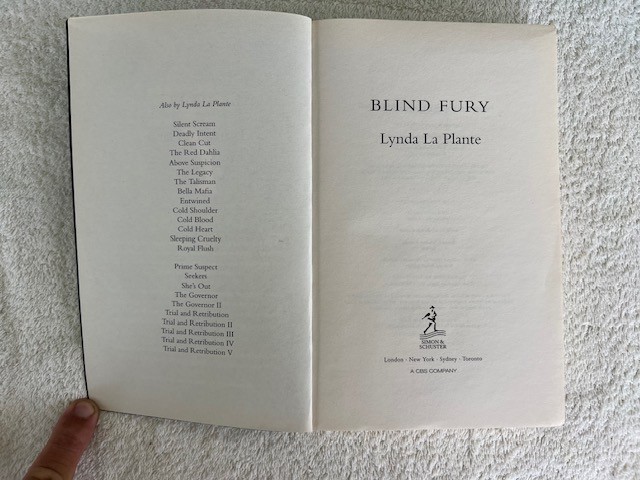 Also by Lynda La Plante
Silent Scream
Deadly Intent
Clean Cut
The Red Dahlia
Above Suspicion
The Legacy
The Talisman
Bella Mafia
Entwined
Cold Shoulder
Cold Blood
Cold Heart
Sleeping Cruelty
Royal Flush
Prime Suspect
Seekers
She's Out
The Governor
The Governor II
Trial and Retribution
Trial and Retribution II
Trial and Retribution III
Trial and Retribution IV
Trial and Retribution V
BLIND FURY
Lynda La Plante
SIMON &
SCHUSTER
London · New York · Sydney · Toronto
A CBS COMPANY